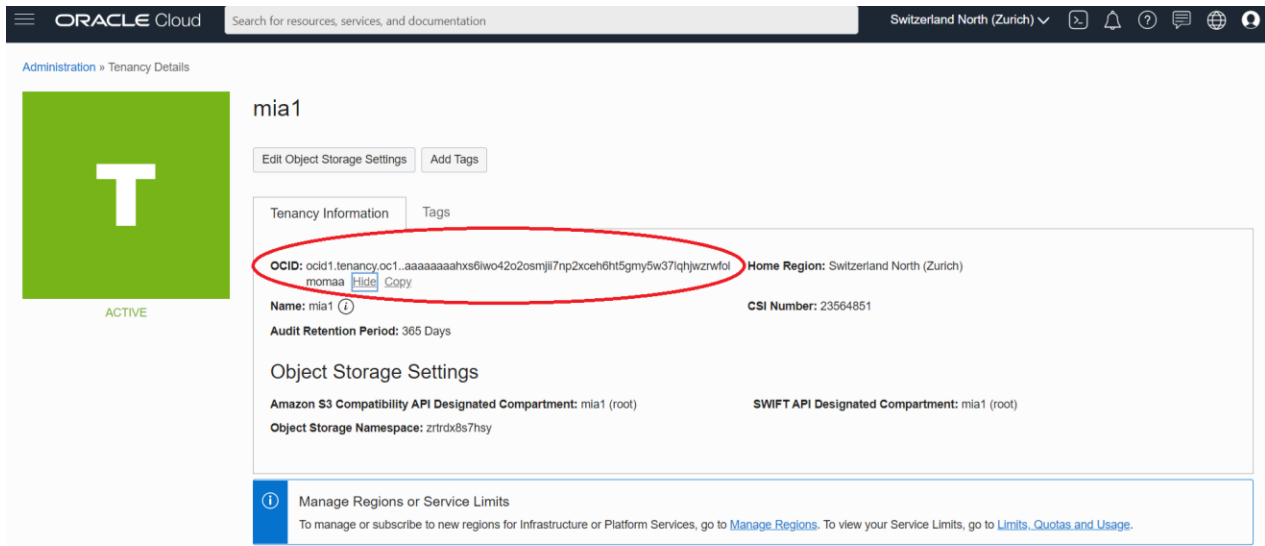 ORACLE Cloud
Search for resources, services, and documentation
Switzerland North (Zurich)
Administration » Tenancy Details
T
ACTIVE
mia1
Edit Object Storage Settings
Add Tags
Tenancy Information
Tags
OCID: ocid1.tenancy.oc1..aaaaaaaahxs6iwo42o2osmjii7np2xceh6ht5gmy5w37lqhjwzrwfol
momaa Hide Copy
Home Region: Switzerland North (Zurich)
Name: mia1
CSI Number: 23564851
Audit Retention Period: 365 Days
Object Storage Settings
Amazon S3 Compatibility API Designated Compartment: mia1 (root)
SWIFT API Designated Compartment: mia1 (root)
Object Storage Namespace: zrtrdx8s7hsy
Manage Regions or Service Limits
To manage or subscribe to new regions for Infrastructure or Platform Services, go to Manage Regions. To view your Service Limits, go to Limits, Quotas and Usage.